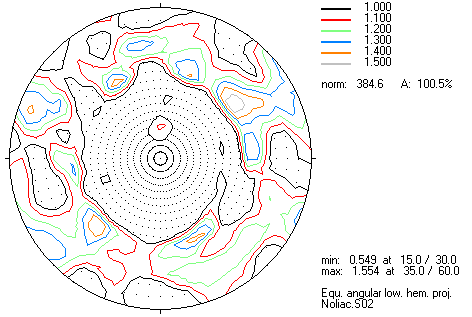 1.000
1.100
1.200
1.300
1.400
1.500
norm: 384.6 A: 100.5%
min: 0.549 at 15.0 / 30.0
max: 1.554 at 35.0 / 60.0
Equ. angular low. hem. proj.
Noliac.S02